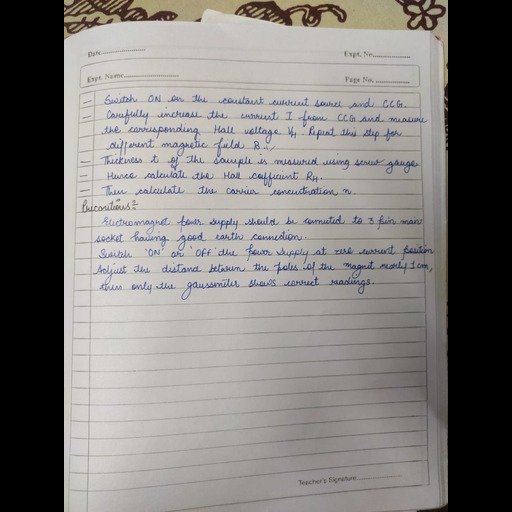 Date.....................
Expt. No.....................
Expt. Name.....................
Page No. .....................
— Switch ON on the constant current source and CCG.
— Carefully increase the current I from CCG and measure
the corresponding Hall voltage VH. Repeat this step for
different magnetic field B.
— Thickness t of the sample is measured using screw gauge
— Hence calculate the Hall coefficient RH.
— Then calculate the carrier concentration n.
Precautions:-
Electromagnet power supply should be connected to 3 pin main
socket having good earth connection.
Switch 'ON' or 'OFF' the power supply at zero current position
Adjust the distance between the poles of the magnet nearly 1 cm,
then only the gaussmeter shows correct readings.
Teacher's Signature.....................